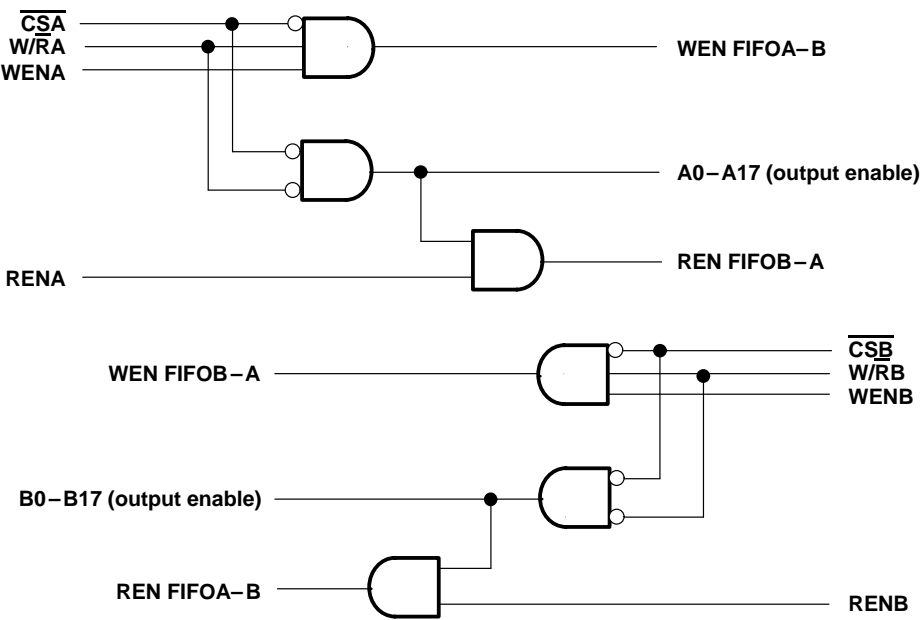 CSA
W/RA
WENA
WEN FIFOA–B
A0–A17 (output enable)
RENA
REN FIFOB–A
WEN FIFOB–A
CSB
W/RB
WENB
B0–B17 (output enable)
REN FIFOA–B
RENB